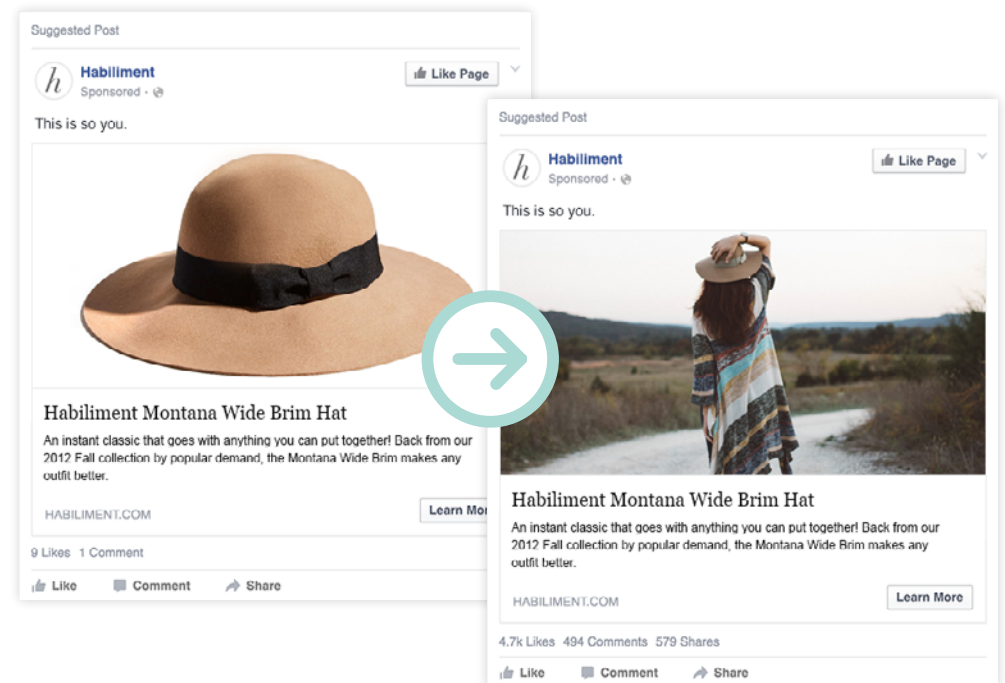 Suggested Post
h
Habiliment
Like Page
Sponsored ·
This is so you.
Habiliment Montana Wide Brim Hat
An instant classic that goes with anything you can put together! Back from our
2012 Fall collection by popular demand, the Montana Wide Brim makes any
outfit better.
HABILIMENT.COM
Learn Mor
9 Likes 1 Comment
Like Comment Share
Suggested Post
h
Habiliment
Like Page
Sponsored ·
This is so you.
Habiliment Montana Wide Brim Hat
An instant classic that goes with anything you can put together! Back from our
2012 Fall collection by popular demand, the Montana Wide Brim makes any
outfit better.
HABILIMENT.COM
Learn More
4.7k Likes 494 Comments 579 Shares
Like Comment Share